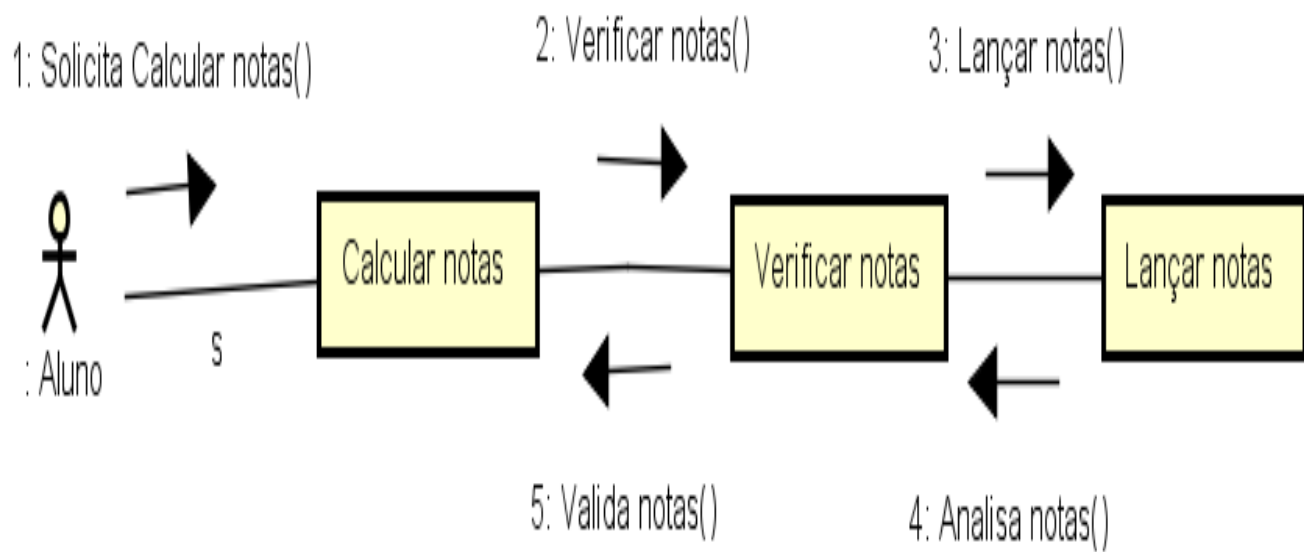 1: Solicita Calcular notas()
2: Verificar notas()
3: Lançar notas()
Calcular notas
Verificar notas
Lançar notas
s
: Aluno
5: Valida notas()
4: Analisa notas()